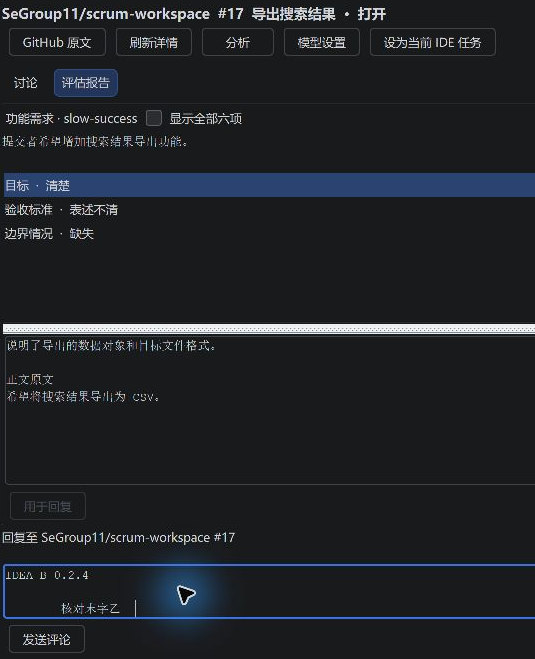 SeGroup11/scrum-workspace #17 导出搜索结果 • 打开
GitHub 原文 刷新详情 分析 模型设置 设为当前 IDE 任务
讨论 评估报告
功能需求 · slow-success 显示全部六项
提交者希望增加搜索结果导出功能。
目标 · 清楚
验收标准 · 表述不清
边界情况 · 缺失
说明了导出的数据对象和目标文件格式。
正文原文
希望将搜索结果导出为 CSV。
用于回复
回复至 SeGroup11/scrum-workspace #17
IDEA B 0.2.4
核对末字乙
发送评论